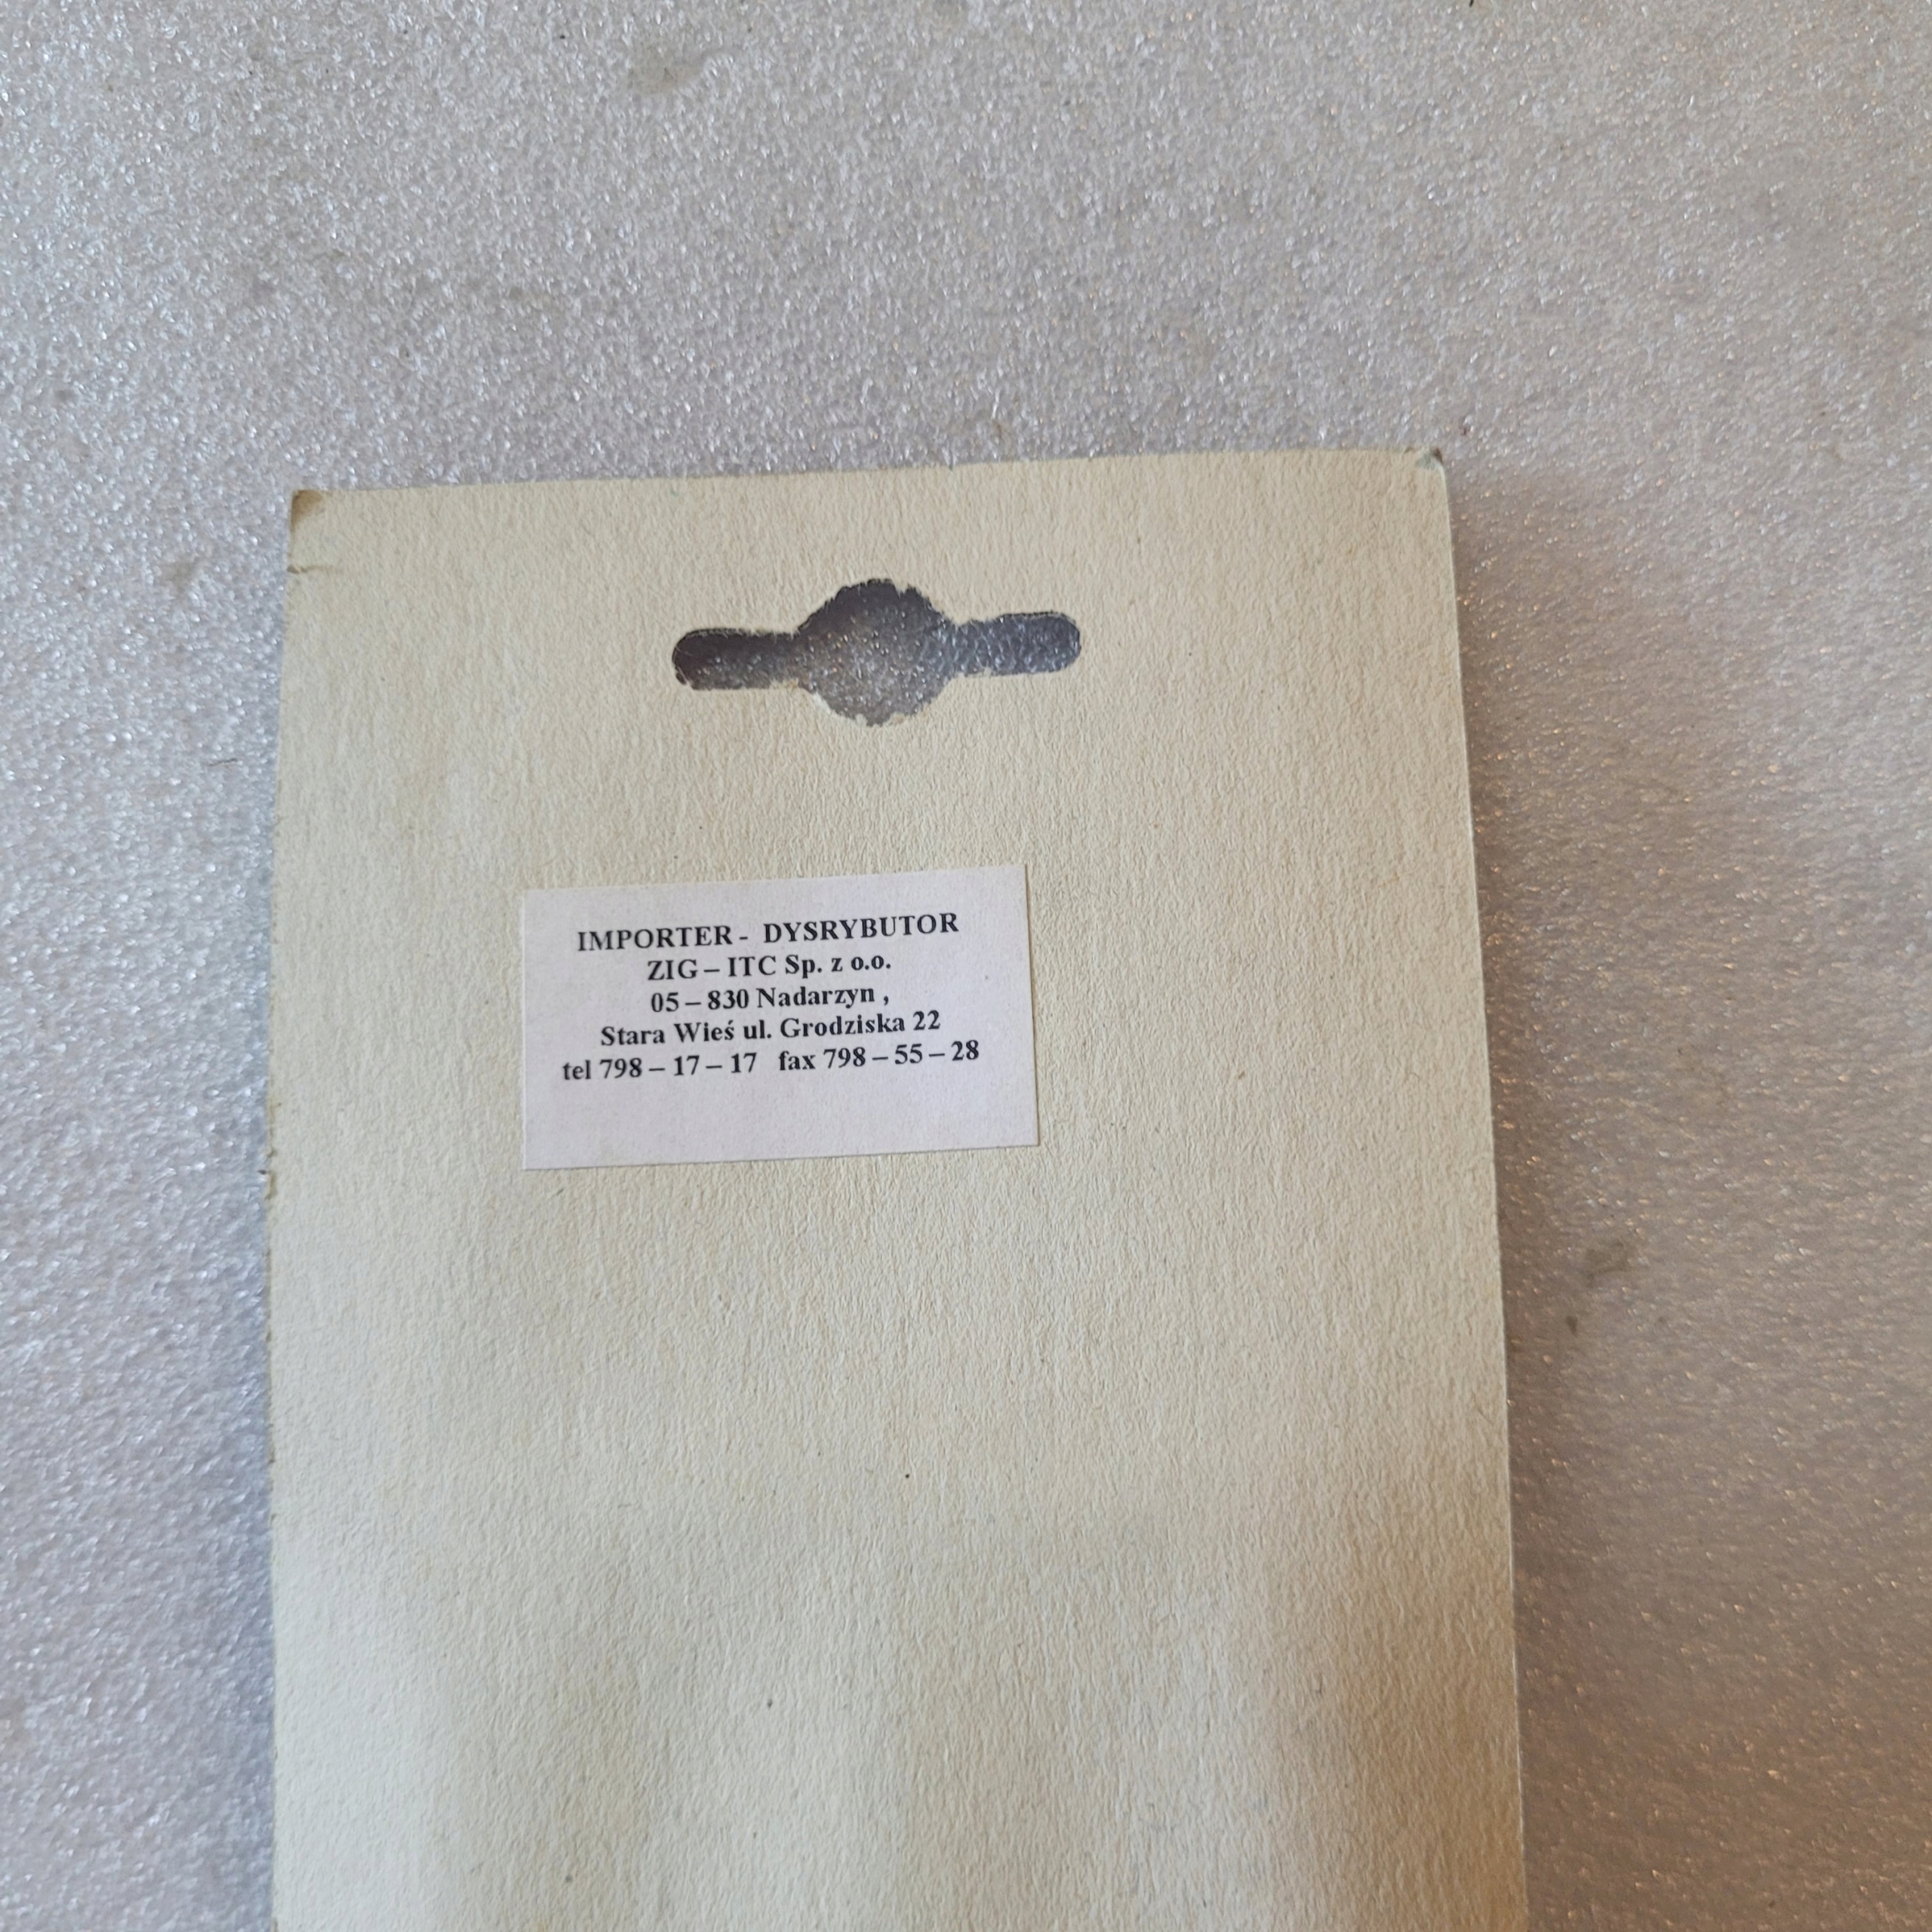 IMPORTER - DYSRYBUTOR
ZIG – ITC Sp. z o.o.
05 – 830 Nadarzyn ,
Stara Wieś ul. Grodziska 22
tel 798 – 17 – 17 fax 798 – 55 – 28